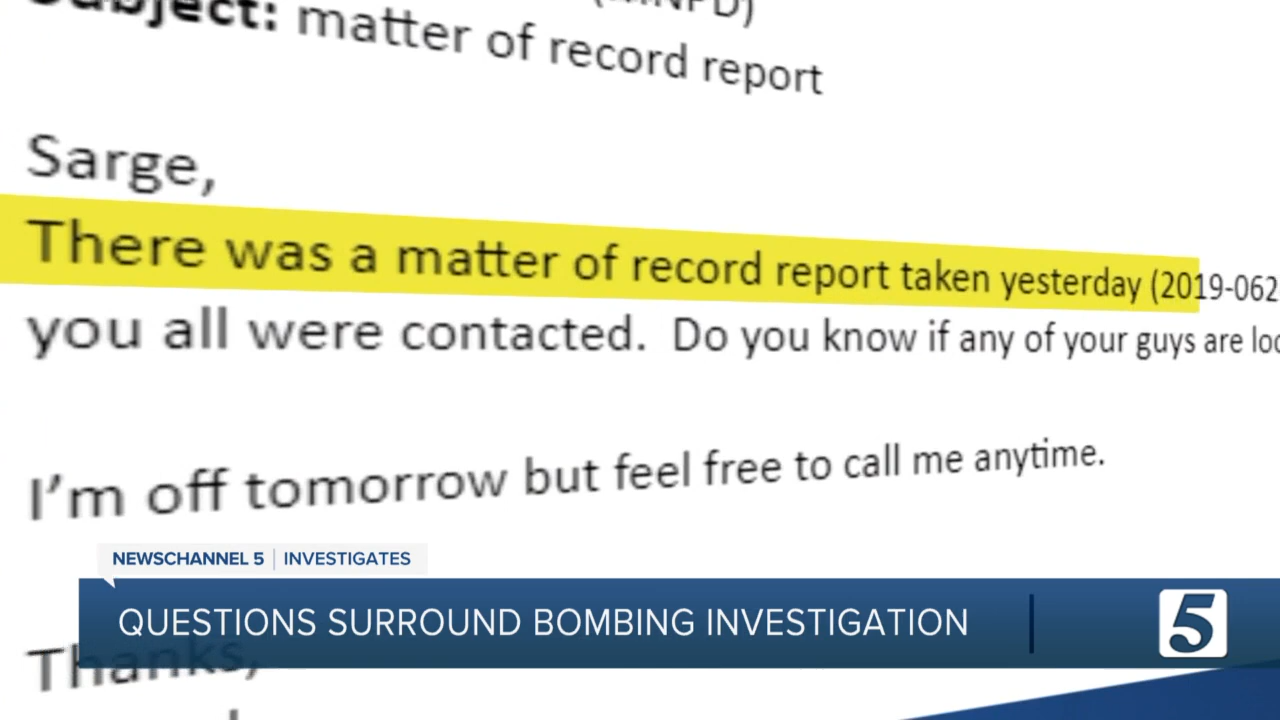 Subject: matter of record report
Sarge,
There was a matter of record report taken yesterday (2019-062
you all were contacted. Do you know if any of your guys are
I'm off tomorrow but feel free to call me anytime.
NEWSCHANNEL 5 | INVESTIGATES
QUESTIONS SURROUND BOMBING INVESTIGATION
5
Thanks,